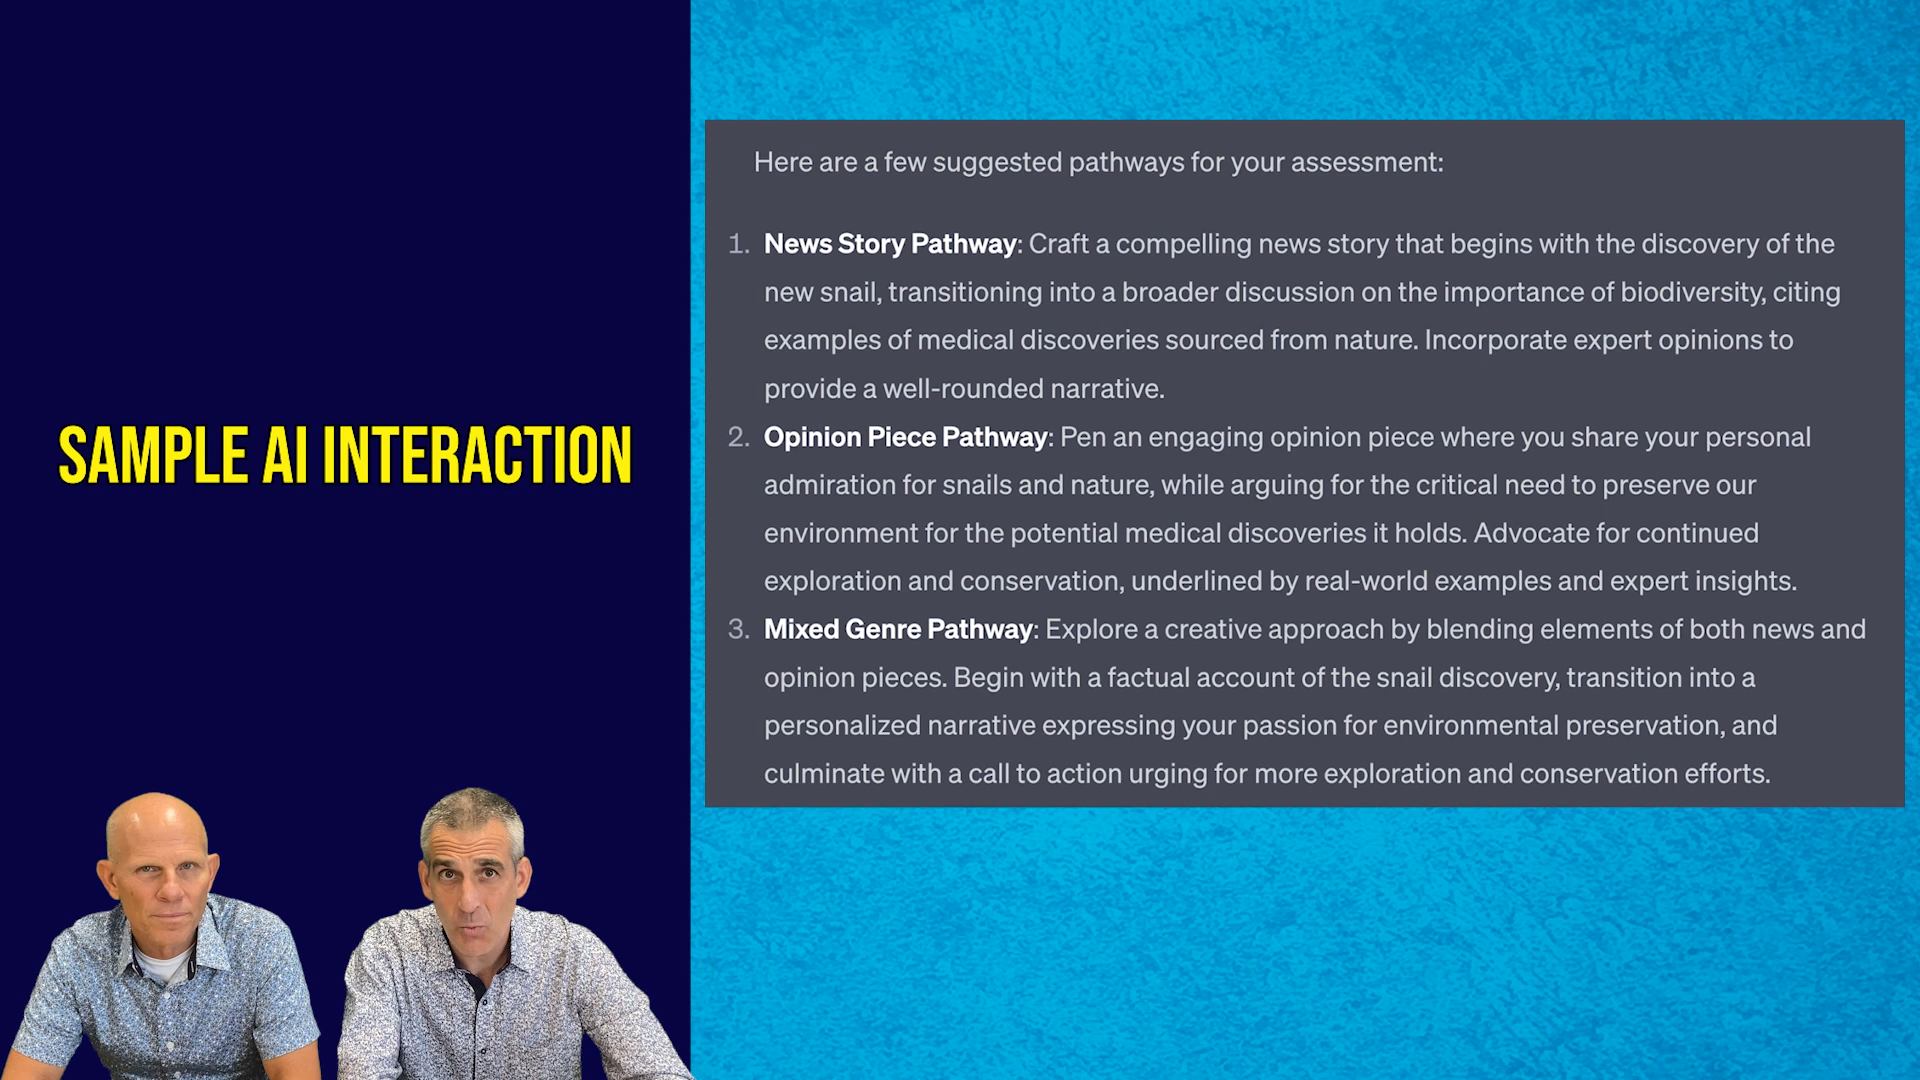 SAMPLE AI INTERACTION
Here are a few suggested pathways for your assessment:
1. News Story Pathway: Craft a compelling news story that begins with the discovery of the
new snail, transitioning into a broader discussion on the importance of biodiversity, citing
examples of medical discoveries sourced from nature. Incorporate expert opinions to
provide a well-rounded narrative.
2. Opinion Piece Pathway: Pen an engaging opinion piece where you share your personal
admiration for snails and nature, while arguing for the critical need to preserve our
environment for the potential medical discoveries it holds. Advocate for continued
exploration and conservation, underlined by real-world examples and expert insights.
3. Mixed Genre Pathway: Explore a creative approach by blending elements of both news and
opinion pieces. Begin with a factual account of the snail discovery, transition into a
personalized narrative expressing your passion for environmental preservation, and
culminate with a call to action urging for more exploration and conservation efforts.